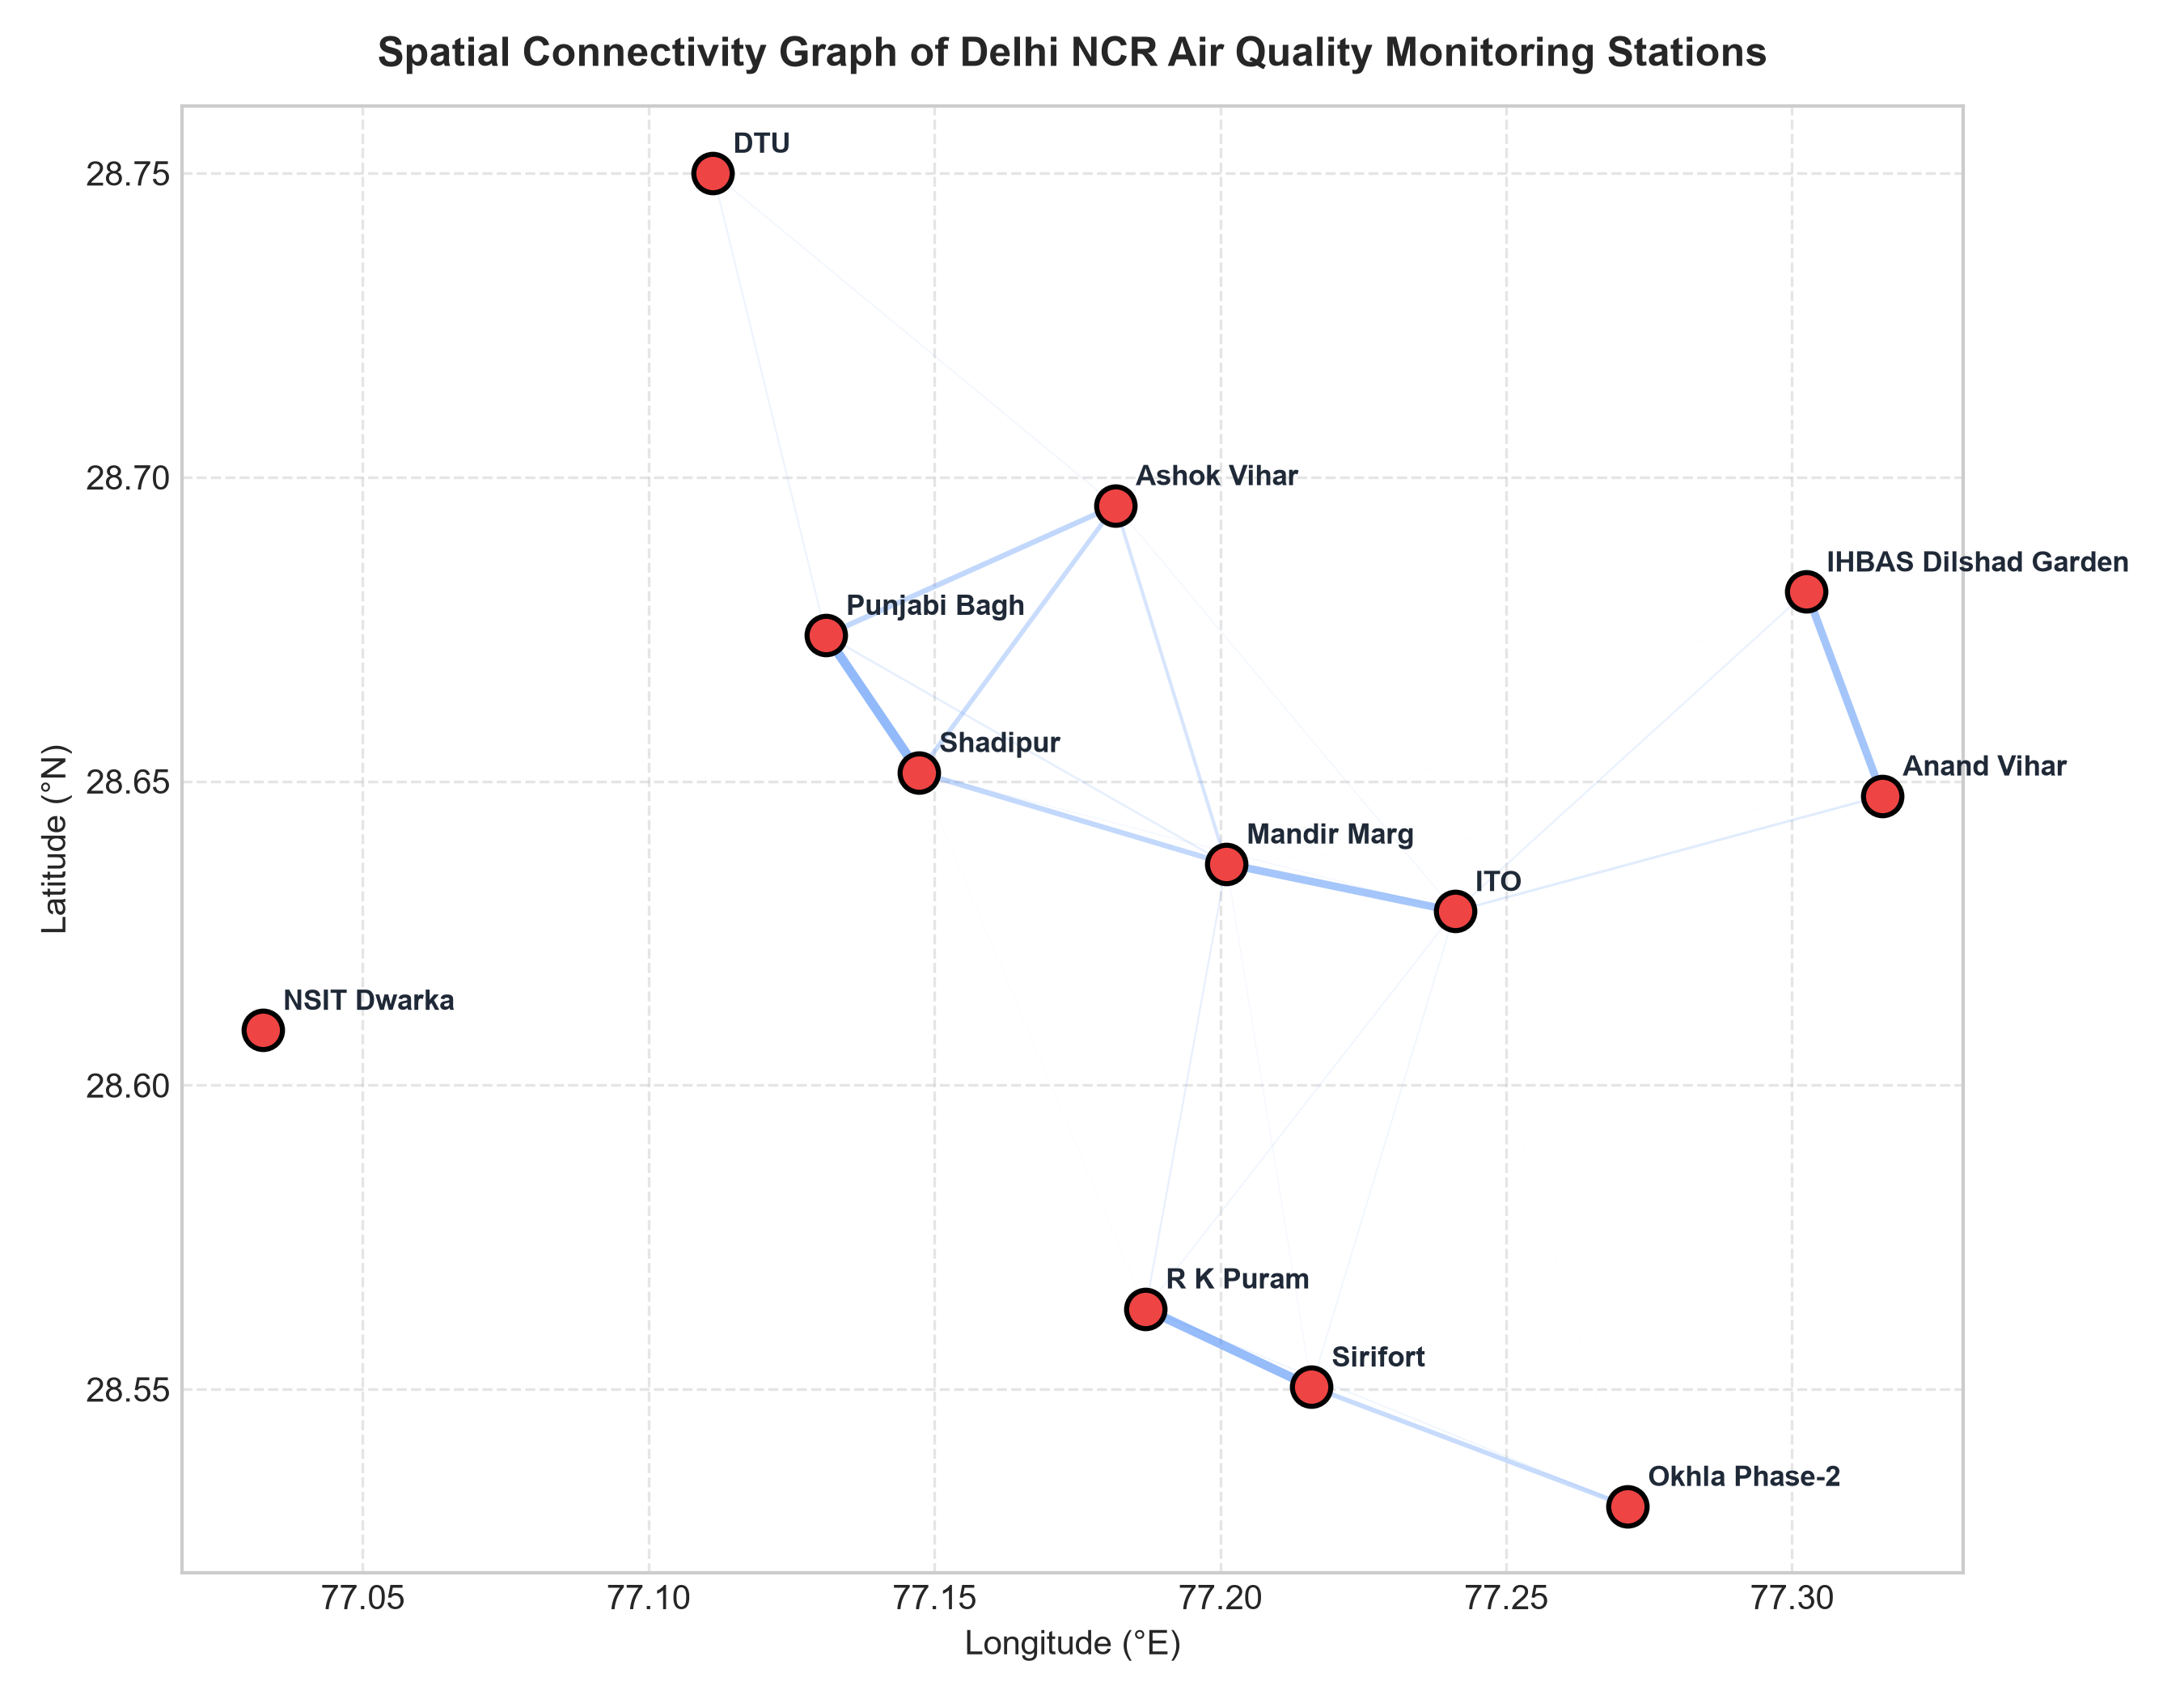 Spatial Connectivity Graph of Delhi NCR Air Quality Monitoring Stations
DTU
28.75
Ashok Vihar
28.70
IHBAS Dilshad Garden
Punjabi Bagh
Shadipur
Anand Vihar
28.65
Mandir Marg
ITO
Latitude (°N)
NSIT Dwarka
28.60
R K Puram
Sirifort
28.55
Okhla Phase-2
77.05
77.10
77.15
77.20
77.25
77.30
Longitude (°E)